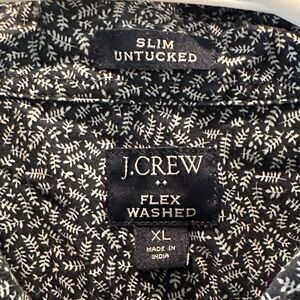 SLIM
UNTUCKED
J.CREW
FLEX
WASHED
XL
MADE IN
INDIA